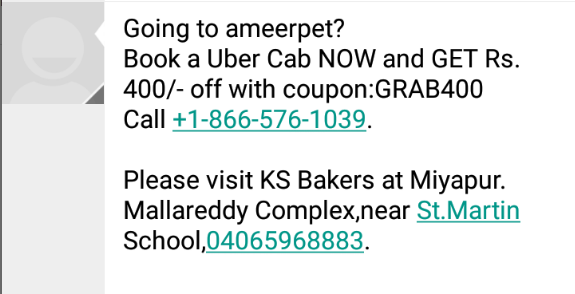 Going to ameerpet?
Book a Uber Cab NOW and GET Rs.
400/- off with coupon:GRAB400
Call +1-866-576-1039.
Please visit KS Bakers at Miyapur.
Mallareddy Complex,near St.Martin
School,04065968883.